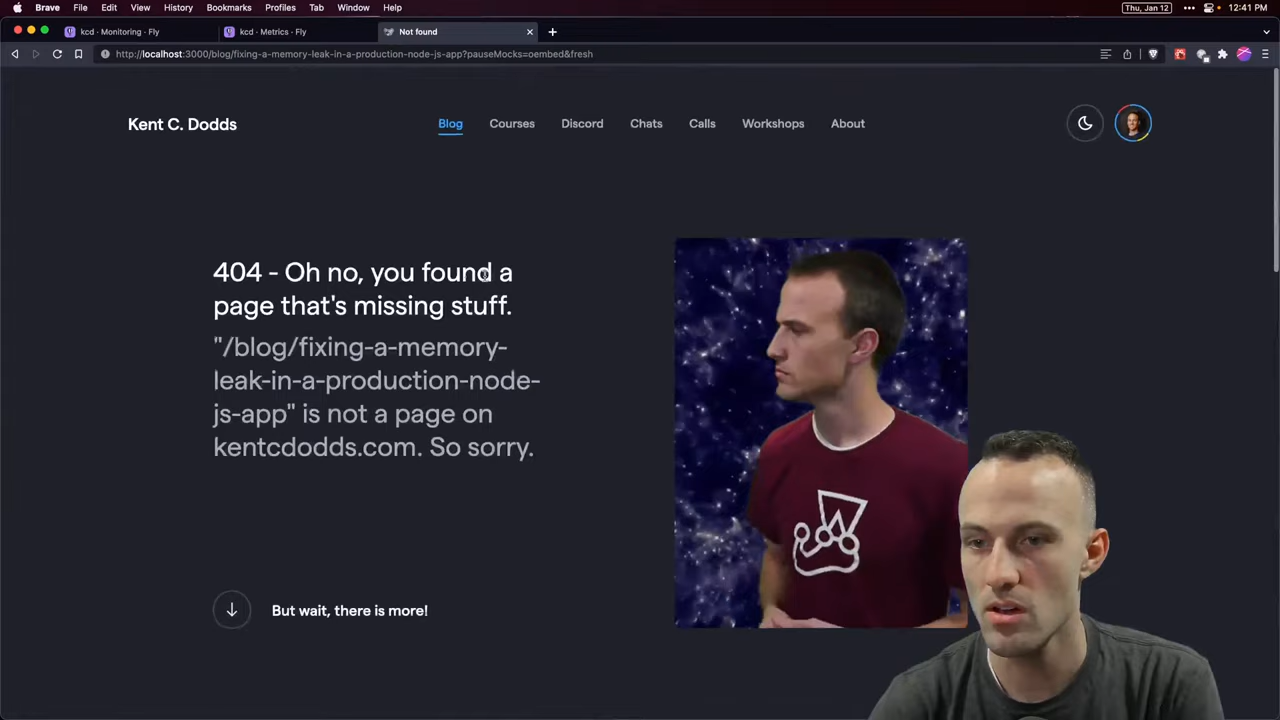 Brave File Edit View History Bookmarks Profiles Tab Window Help Thu, Jan 12 12:41 PM
kcd · Monitoring · Fly kcd · Metrics · Fly Not found
http://localhost:3000/blog/fixing-a-memory-leak-in-a-production-node-js-app?pauseMocks=oembed&fresh
Kent C. Dodds Blog Courses Discord Chats Calls Workshops About
404 - Oh no, you found a
page that's missing stuff.
"/blog/fixing-a-memory-
leak-in-a-production-node-
js-app" is not a page on
kentcdodds.com. So sorry.
But wait, there is more!